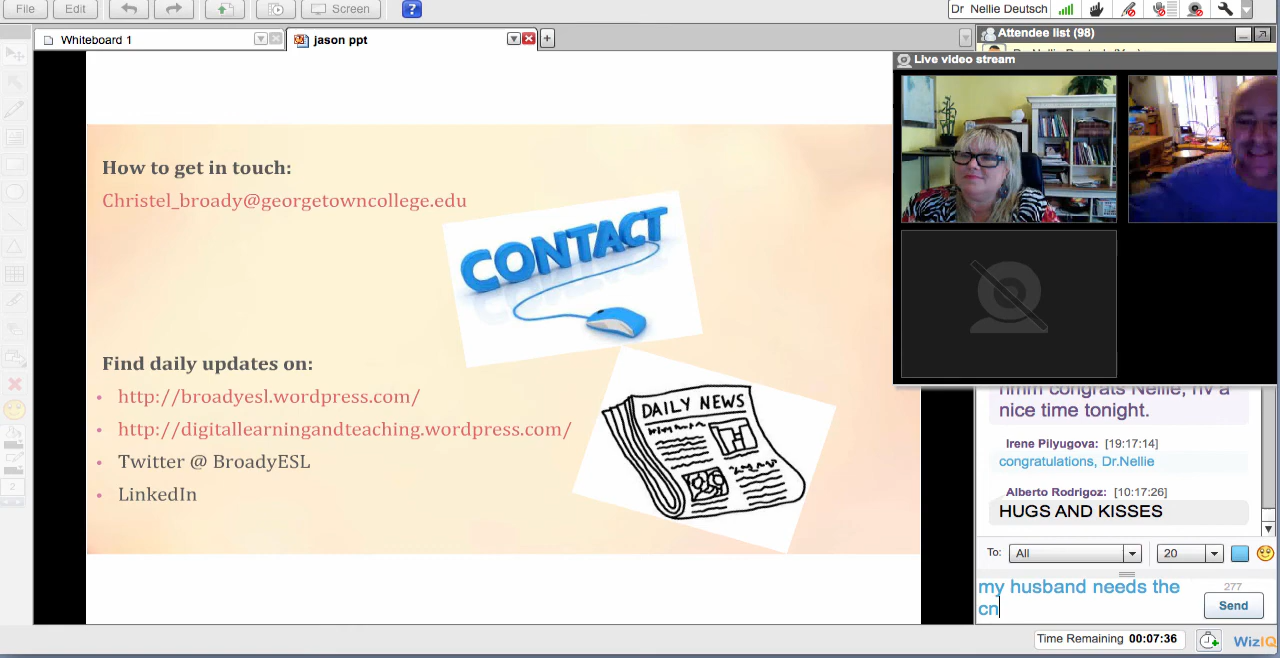 File
Edit
Screen
?
Dr Nellie Deutsch
Whiteboard 1
jason ppt
Attendee list (98)
Live video stream
How to get in touch:
Christel_broady@georgetowncollege.edu
CONTACT
Find daily updates on:
• http://broadyesl.wordpress.com/
• http://digitallearningandteaching.wordpress.com/
• Twitter @ BroadyESL
• LinkedIn
DAILY NEWS
hmm congrats Nellie, hv a
nice time tonight.
Irene Pilyugova: [19:17:14]
congratulations, Dr.Nellie
Alberto Rodrigoz: [10:17:26]
HUGS AND KISSES
To: All 20
my husband needs the
cn
277
Send
2
Time Remaining 00:07:36
WizIQ